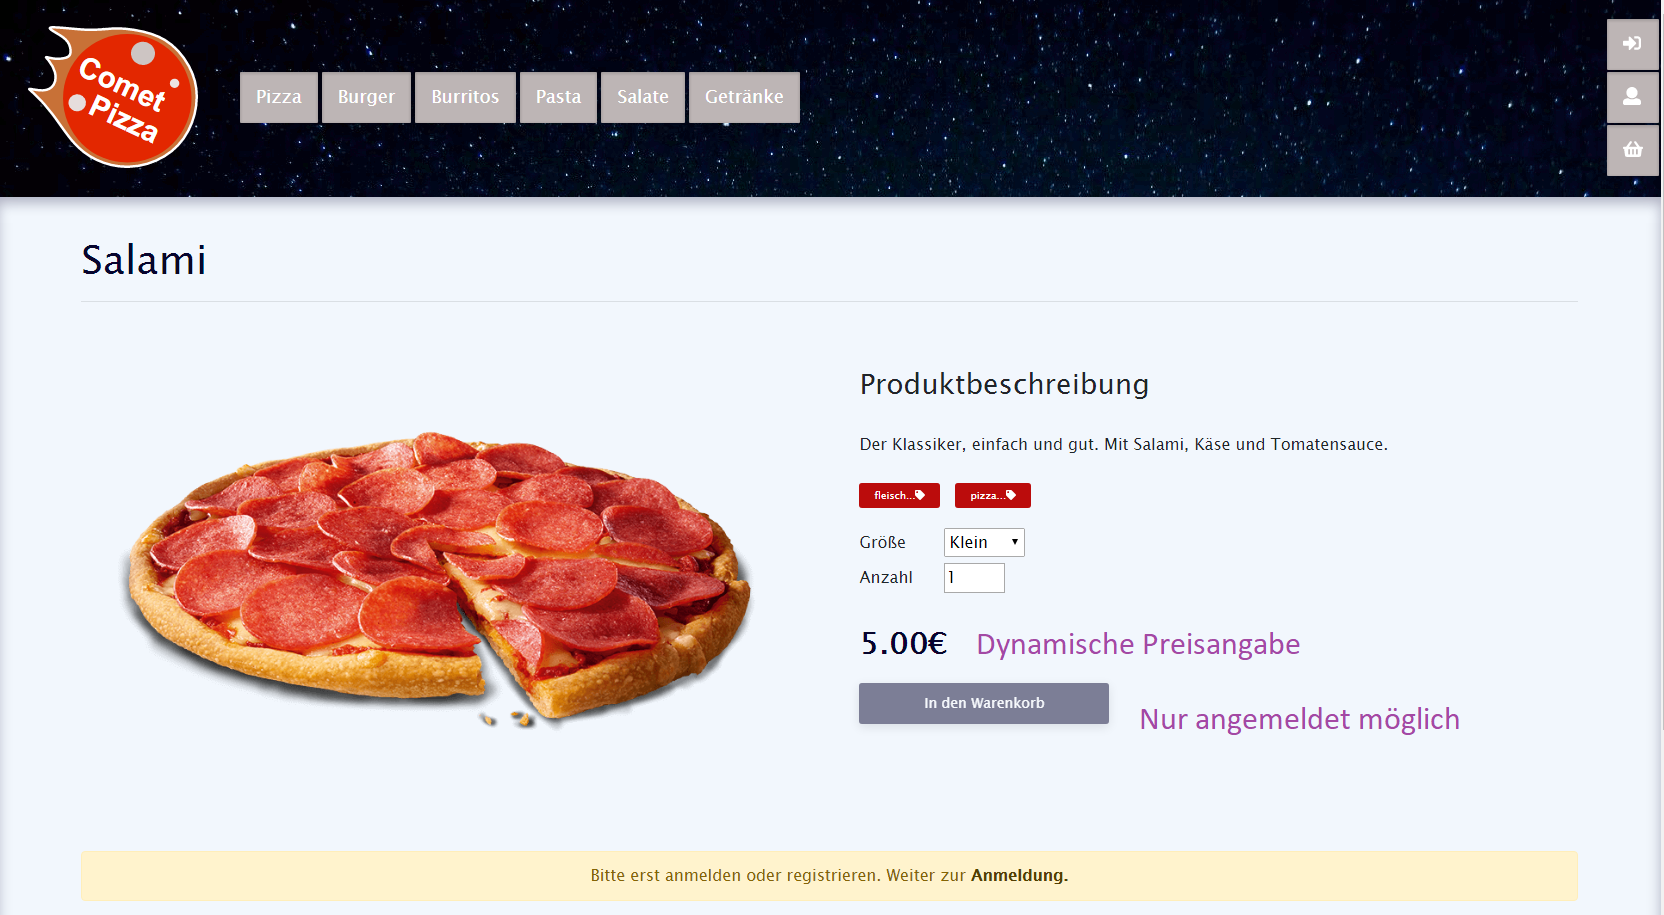 Comet
Pizza
Pizza
Burger
Burritos
Pasta
Salate
Getränke
Salami
Produktbeschreibung
Der Klassiker, einfach und gut. Mit Salami, Käse und Tomatensauce.
fleisch...
pizza...
Größe
Klein
Anzahl
1
5.00€
Dynamische Preisangabe
In den Warenkorb
Nur angemeldet möglich
Bitte erst anmelden oder registrieren. Weiter zur Anmeldung.